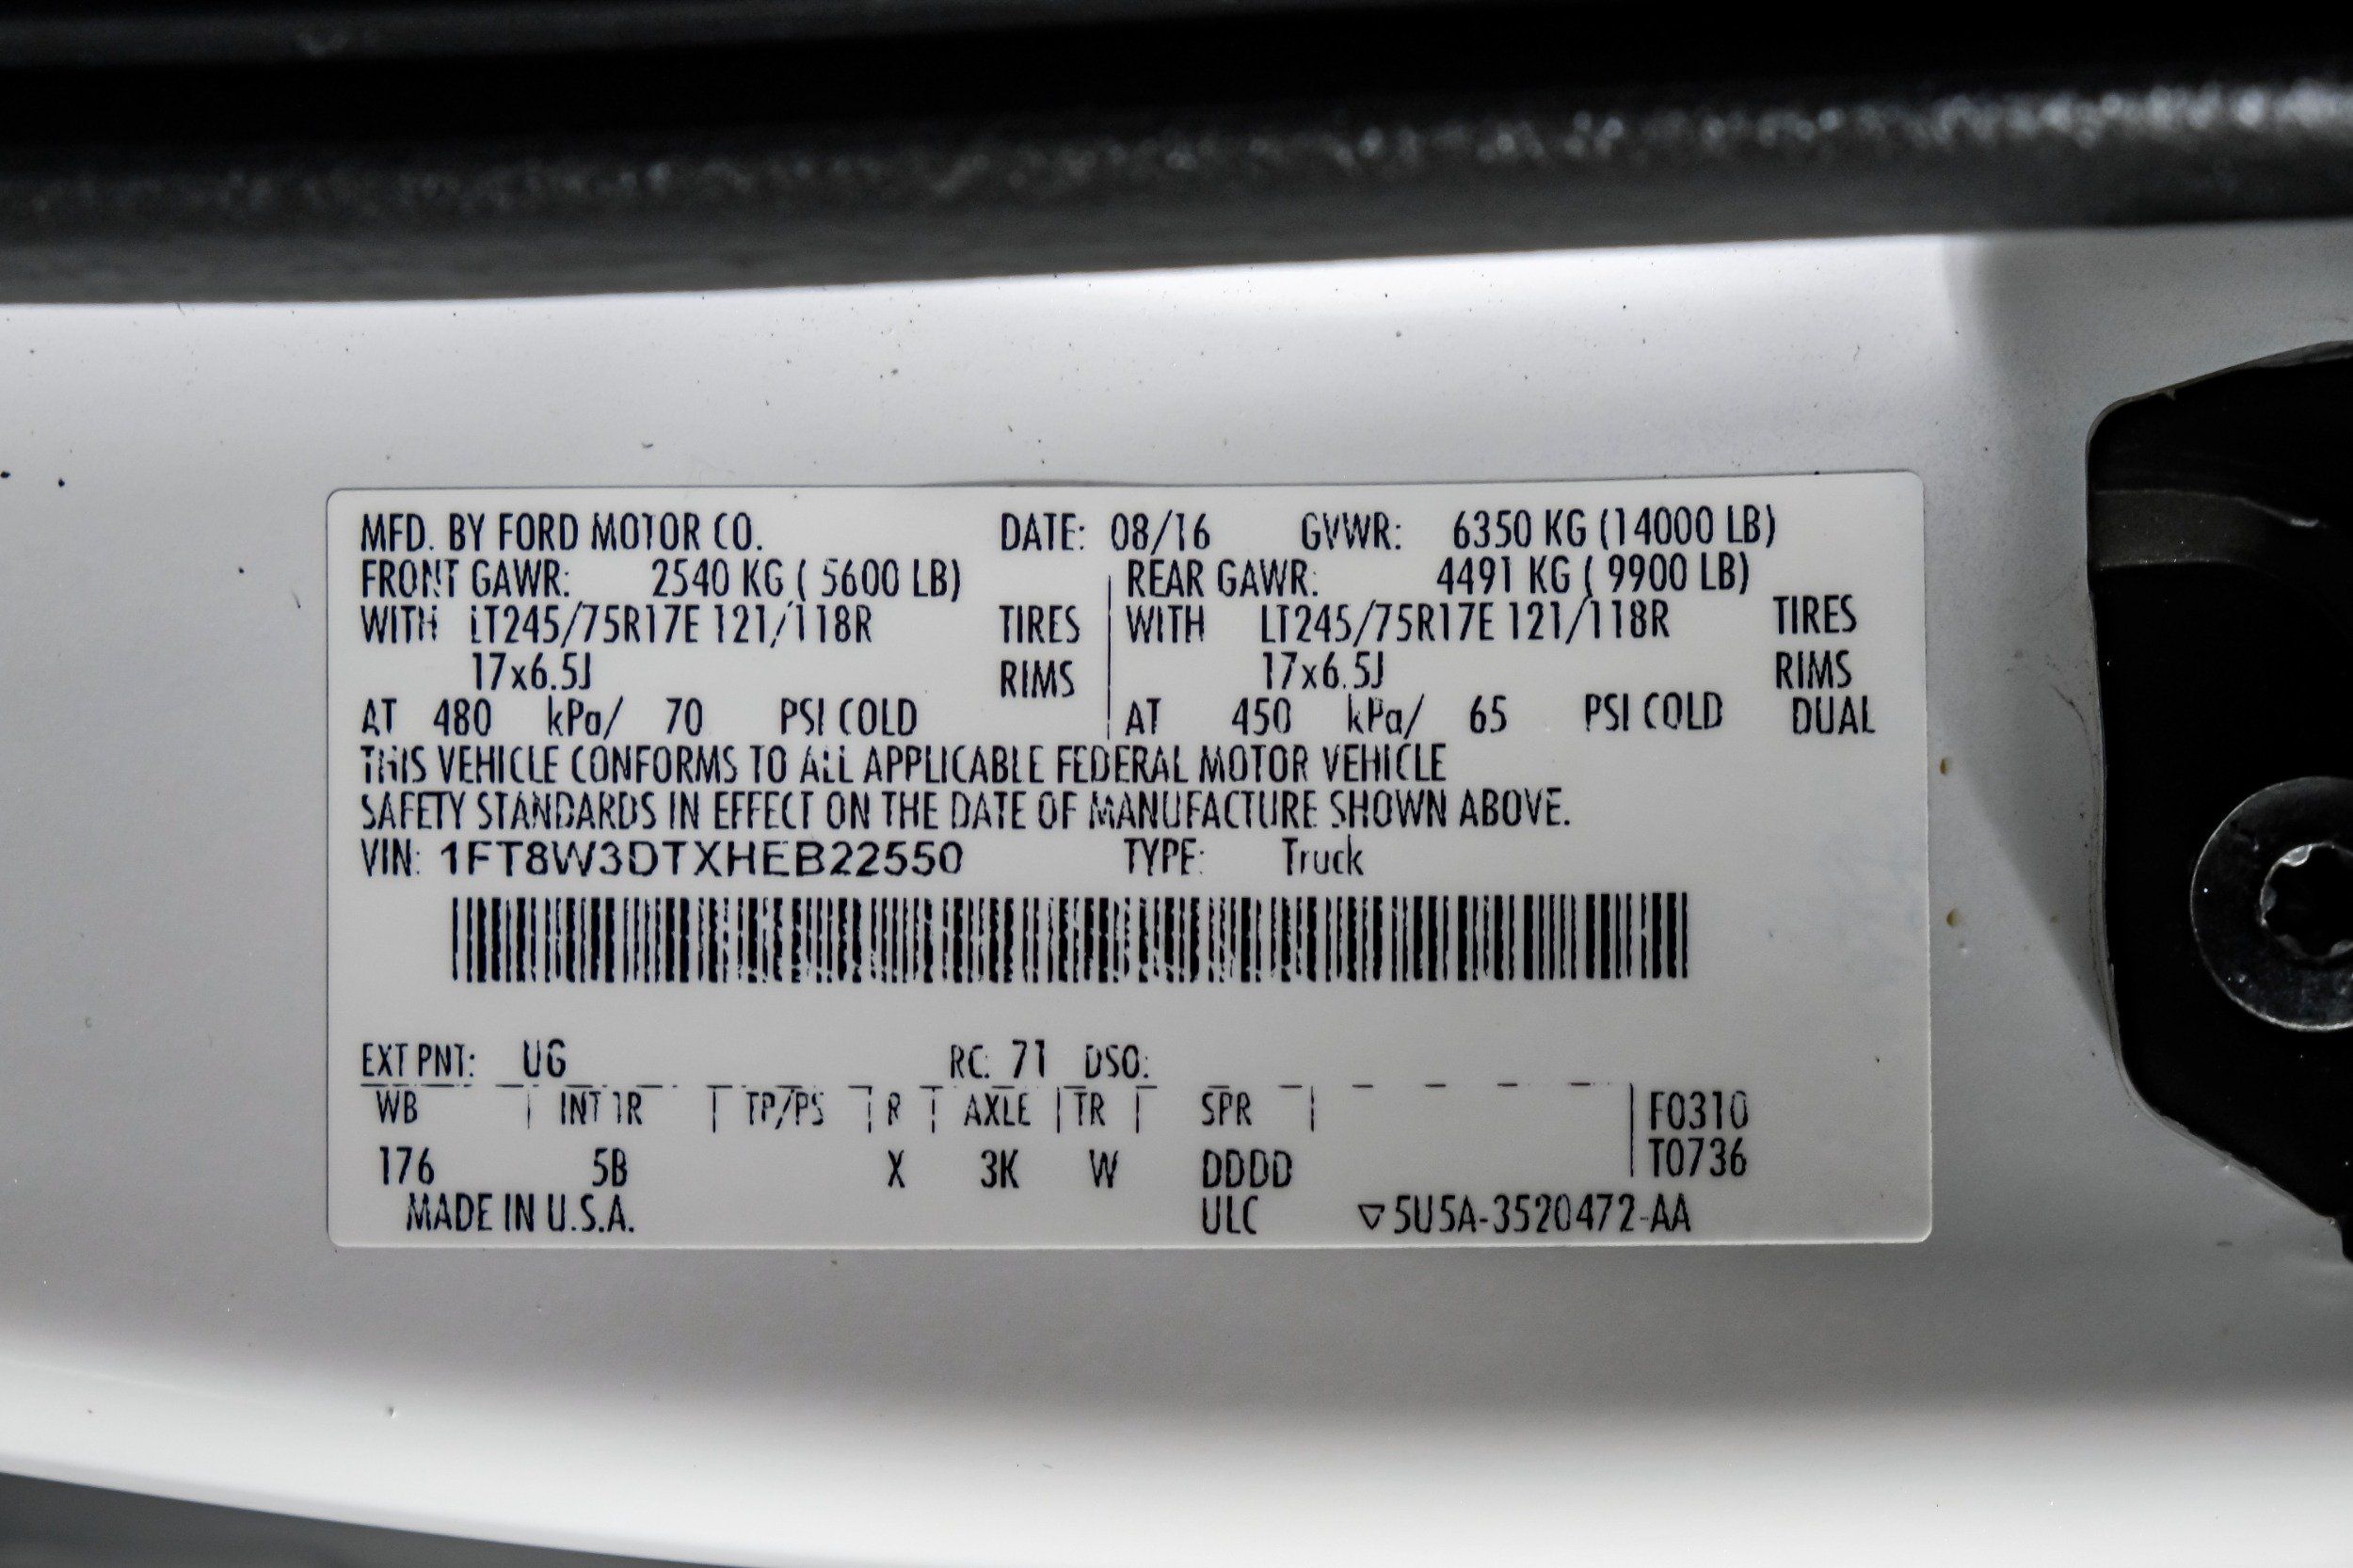 MFD. BY FORD MOTOR CO. DATE: 08/16 GVWR: 6350 KG (14000 LB)
FRONT GAWR: 2540 KG ( 5600 LB) REAR GAWR: 4491 KG ( 9900 LB)
WITH LT245/75R17E 121/118R TIRES WITH LT245/75R17E 121/118R TIRES
17x6.5J RIMS 17x6.5J RIMS
AT 480 kPa/ 70 PSI COLD AT 450 kPa/ 65 PSI COLD DUAL
THIS VEHICLE CONFORMS TO ALL APPLICABLE FEDERAL MOTOR VEHICLE
SAFETY STANDARDS IN EFFECT ON THE DATE OF MANUFACTURE SHOWN ABOVE.
VIN: 1FT8W3DTXHEB22550 TYPE: Truck
EXT PNT: UG RC: 71 DSO:
WB INT TR TP/PS R AXLE TR SPR F0310
176 5B X 3K W DDDD T0736
MADE IN U.S.A. ULC ▽5U5A-3520472-AA